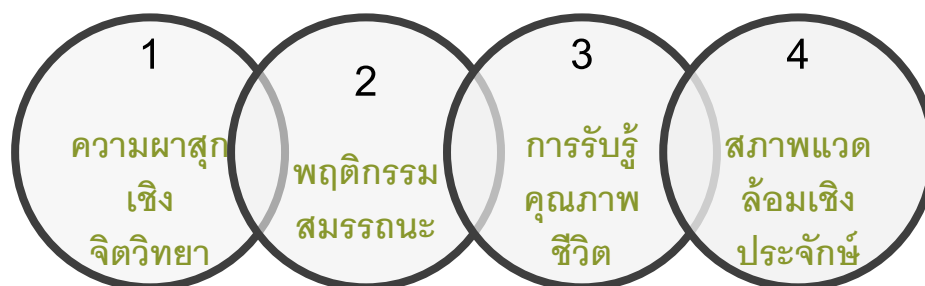 1
ความผาสุก
เชิง
จิตวิทยา
2
พฤติกรรม
สมรรถนะ
3
การรับรู้
คุณภาพ
ชีวิต
4
สภาพแวด
ล้อมเชิง
ประจักษ์